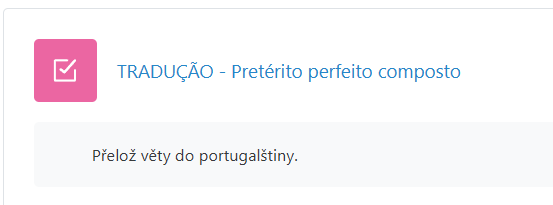 TRADUÇÃO - Pretérito perfeito composto
Přelož věty do portugalštiny.